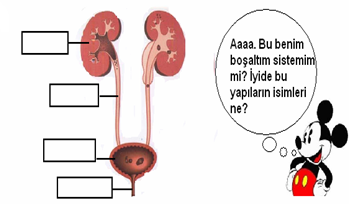 Aaaa. Bu benim
boşaltım sistemim
mi? İyide bu
yapıların isimleri
ne?